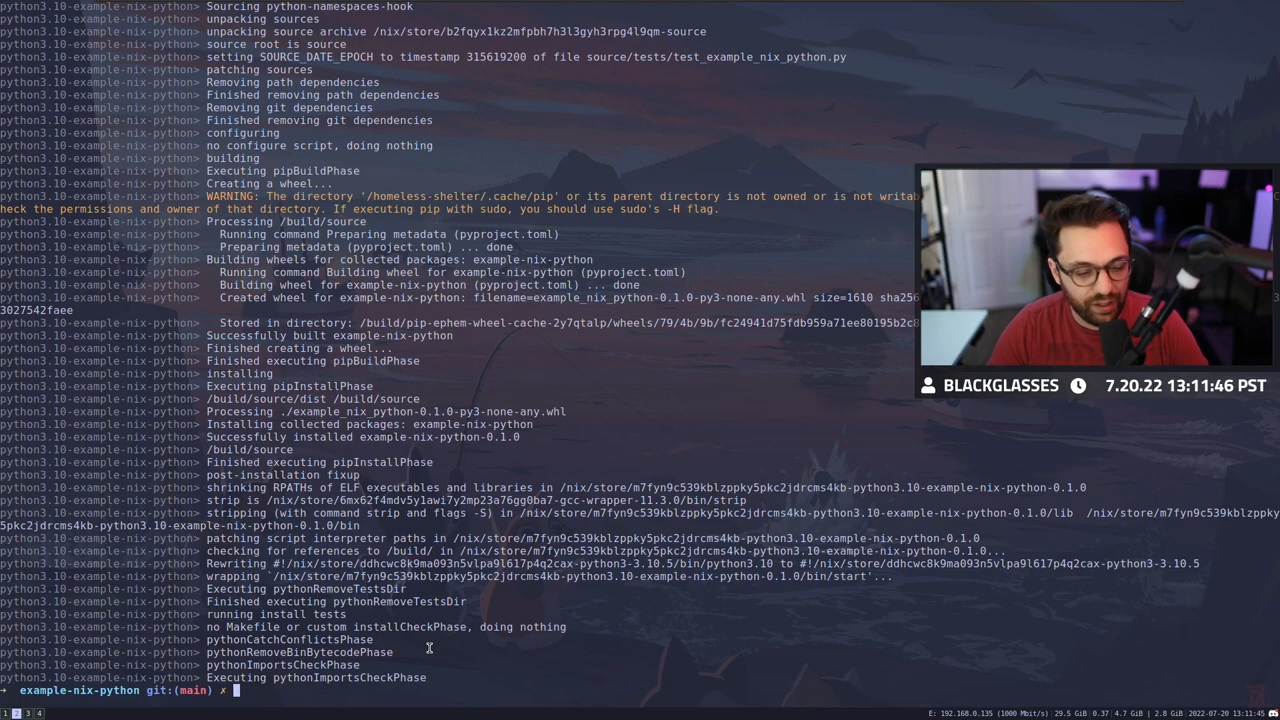 python3.10-example-nix-python> Sourcing python-namespaces-hook
python3.10-example-nix-python> unpacking sources
python3.10-example-nix-python> unpacking source archive /nix/store/b2fqyx1kz2mfpbh7h3l3gyh3rpg4l9qm-source
python3.10-example-nix-python> source root is source
python3.10-example-nix-python> setting SOURCE_DATE_EPOCH to timestamp 315619200 of file source/tests/test_example_nix_python.py
python3.10-example-nix-python> patching sources
python3.10-example-nix-python> Removing path dependencies
python3.10-example-nix-python> Finished removing path dependencies
python3.10-example-nix-python> Removing git dependencies
python3.10-example-nix-python> Finished removing git dependencies
python3.10-example-nix-python> configuring
python3.10-example-nix-python> no configure script, doing nothing
python3.10-example-nix-python> building
python3.10-example-nix-python> Executing pipBuildPhase
python3.10-example-nix-python> Creating a wheel...
python3.10-example-nix-python> WARNING: The directory '/homeless-shelter/.cache/pip' or its parent directory is not owned or is not writab
heck the permissions and owner of that directory. If executing pip with sudo, you should use sudo's -H flag.
python3.10-example-nix-python> Processing /build/source
python3.10-example-nix-python>   Running command Preparing metadata (pyproject.toml)
python3.10-example-nix-python>   Preparing metadata (pyproject.toml) ... done
python3.10-example-nix-python> Building wheels for collected packages: example-nix-python
python3.10-example-nix-python>   Running command Building wheel for example-nix-python (pyproject.toml)
python3.10-example-nix-python>   Building wheel for example-nix-python (pyproject.toml) ... done
python3.10-example-nix-python>   Created wheel for example-nix-python: filename=example_nix_python-0.1.0-py3-none-any.whl size=1610 sha256
3027542faee
python3.10-example-nix-python>   Stored in directory: /build/pip-ephem-wheel-cache-2y7qtalp/wheels/79/4b/9b/fc24941d75fdb959a71ee80195b2c8
python3.10-example-nix-python> Successfully built example-nix-python
python3.10-example-nix-python> Finished creating a wheel...
python3.10-example-nix-python> Finished executing pipBuildPhase
python3.10-example-nix-python> installing
python3.10-example-nix-python> Executing pipInstallPhase
python3.10-example-nix-python> /build/source/dist /build/source
python3.10-example-nix-python> Processing ./example_nix_python-0.1.0-py3-none-any.whl
python3.10-example-nix-python> Installing collected packages: example-nix-python
python3.10-example-nix-python> Successfully installed example-nix-python-0.1.0
python3.10-example-nix-python> /build/source
python3.10-example-nix-python> Finished executing pipInstallPhase
python3.10-example-nix-python> post-installation fixup
python3.10-example-nix-python> shrinking RPATHs of ELF executables and libraries in /nix/store/m7fyn9c539kblzppky5pkc2jdrcms4kb-python3.10-example-nix-python-0.1.0
python3.10-example-nix-python> strip is /nix/store/6mx62f4mdv5y1awi7y2mp23a76gg0ba7-gcc-wrapper-11.3.0/bin/strip
python3.10-example-nix-python> stripping (with command strip and flags -S) in /nix/store/m7fyn9c539kblzppky5pkc2jdrcms4kb-python3.10-example-nix-python-0.1.0/lib  /nix/store/m7fyn9c539kblzppky
5pkc2jdrcms4kb-python3.10-example-nix-python-0.1.0/bin
python3.10-example-nix-python> patching script interpreter paths in /nix/store/m7fyn9c539kblzppky5pkc2jdrcms4kb-python3.10-example-nix-python-0.1.0
python3.10-example-nix-python> checking for references to /build/ in /nix/store/m7fyn9c539kblzppky5pkc2jdrcms4kb-python3.10-example-nix-python-0.1.0...
python3.10-example-nix-python> Rewriting #!/nix/store/ddhcwc8k9ma093n5vlpa9l617p4q2cax-python3-3.10.5/bin/python3.10 to #!/nix/store/ddhcwc8k9ma093n5vlpa9l617p4q2cax-python3-3.10.5
python3.10-example-nix-python> wrapping `/nix/store/m7fyn9c539kblzppky5pkc2jdrcms4kb-python3.10-example-nix-python-0.1.0/bin/start'...
python3.10-example-nix-python> Executing pythonRemoveTestsDir
python3.10-example-nix-python> Finished executing pythonRemoveTestsDir
python3.10-example-nix-python> running install tests
python3.10-example-nix-python> no Makefile or custom installCheckPhase, doing nothing
python3.10-example-nix-python> pythonCatchConflictsPhase
python3.10-example-nix-python> pythonRemoveBinBytecodePhase
python3.10-example-nix-python> pythonImportsCheckPhase
python3.10-example-nix-python> Executing pythonImportsCheckPhase
→  example-nix-python git:(main) ✗
BLACKGLASSES 7.20.22 13:11:46 PST
1 2 3 4
E: 192.168.0.135 (1000 Mbit/s) | 29.5 GiB | 0.37 | 4.7 GiB | 2.8 GiB | 2022-07-20 13:11:45